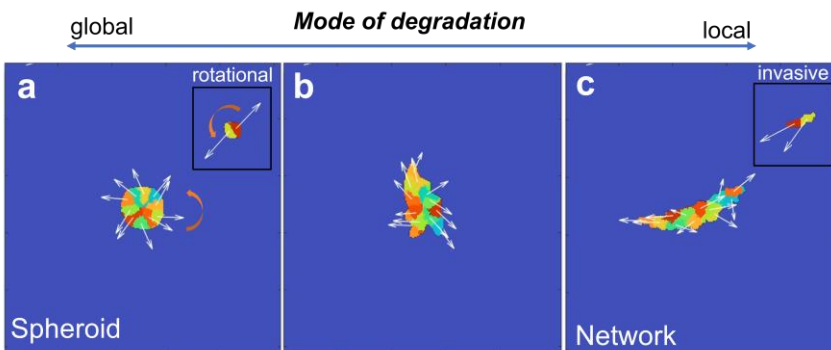 Mode of degradation
global
local
a
rotational
b
c
invasive
Spheroid
Network